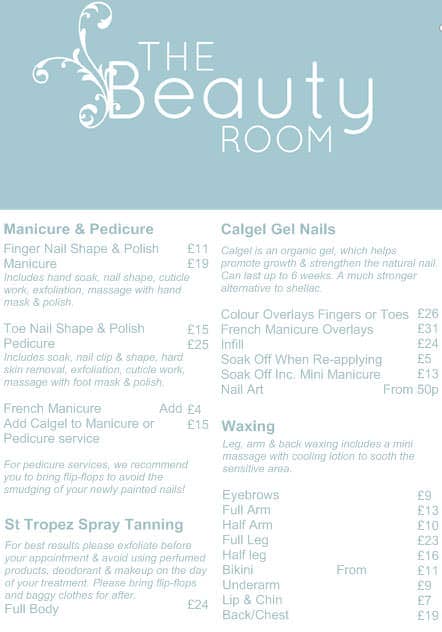 THE
Beauty
ROOM
Manicure & Pedicure
Finger Nail Shape & Polish £11
Manicure £19
Includes hand soak, nail shape, cuticle
work, exfoliation, massage with hand
mask & polish.
Toe Nail Shape & Polish £15
Pedicure £25
Includes soak, nail clip & shape, hard
skin removal, exfoliation, cuticle work,
massage with foot mask & polish.
French Manicure Add £4
Add Calgel to Manicure or £15
Pedicure service
For pedicure services, we recommend
you to bring flip-flops to avoid the
smudging of your newly painted nails!
St Tropez Spray Tanning
For best results please exfoliate before
your appointment & avoid using perfumed
products, deodorant & makeup on the day
of your treatment. Please bring flip-flops
and baggy clothes for after.
Full Body £24
Calgel Gel Nails
Calgel is an organic gel, which helps
promote growth & strengthen the natural nail.
Can last up to 6 weeks. A much stronger
alternative to shellac.
Colour Overlays Fingers or Toes £26
French Manicure Overlays £31
Infill £24
Soak Off When Re-applying £5
Soak Off Inc. Mini Manicure £13
Nail Art From 50p
Waxing
Leg, arm & back waxing includes a mini
massage with cooling lotion to sooth the
sensitive area.
Eyebrows £9
Full Arm £13
Half Arm £10
Full Leg £23
Half leg £16
Bikini From £11
Underarm £9
Lip & Chin £7
Back/Chest £19